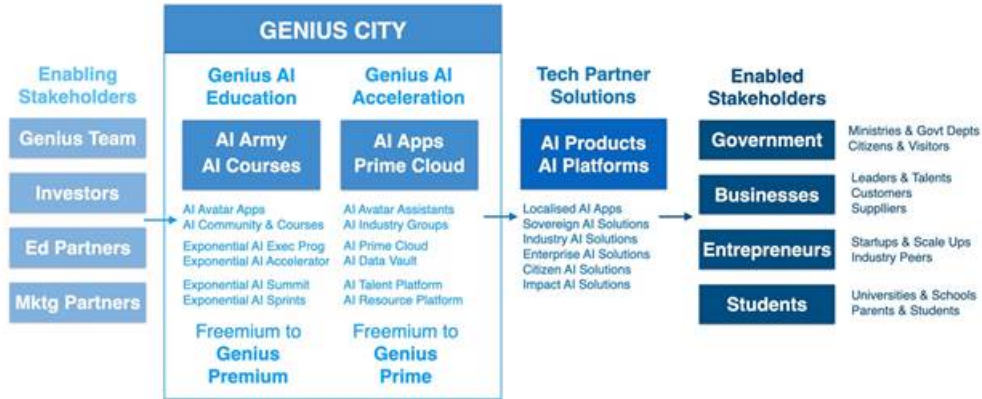 GENIUS CITY
Enabling
Stakeholders
Genius Team
Investors
Ed Partners
Mktg Partners
Genius AI
Education
AI Army
AI Courses
AI Avatar Apps
AI Community & Courses
Exponential AI Exec Prog
Exponential AI Accelerator
Exponential AI Summit
Exponential AI Sprints
Freemium to
Genius
Premium
Genius AI
Acceleration
AI Apps
Prime Cloud
AI Avatar Assistants
AI Industry Groups
AI Prime Cloud
AI Data Vault
AI Talent Platform
AI Resource Platform
Freemium to
Genius
Prime
Tech Partner
Solutions
AI Products
AI Platforms
Localised AI Apps
Sovereign AI Solutions
Industry AI Solutions
Enterprise AI Solutions
Citizen AI Solutions
Impact AI Solutions
Enabled
Stakeholders
Government
Ministries & Govt Depts
Citizens & Visitors
Businesses
Leaders & Talents
Customers
Supplliers
Entrepreneurs
Startups & Scale Ups
Industry Peers
Students
Universities & Schools
Parents & Students